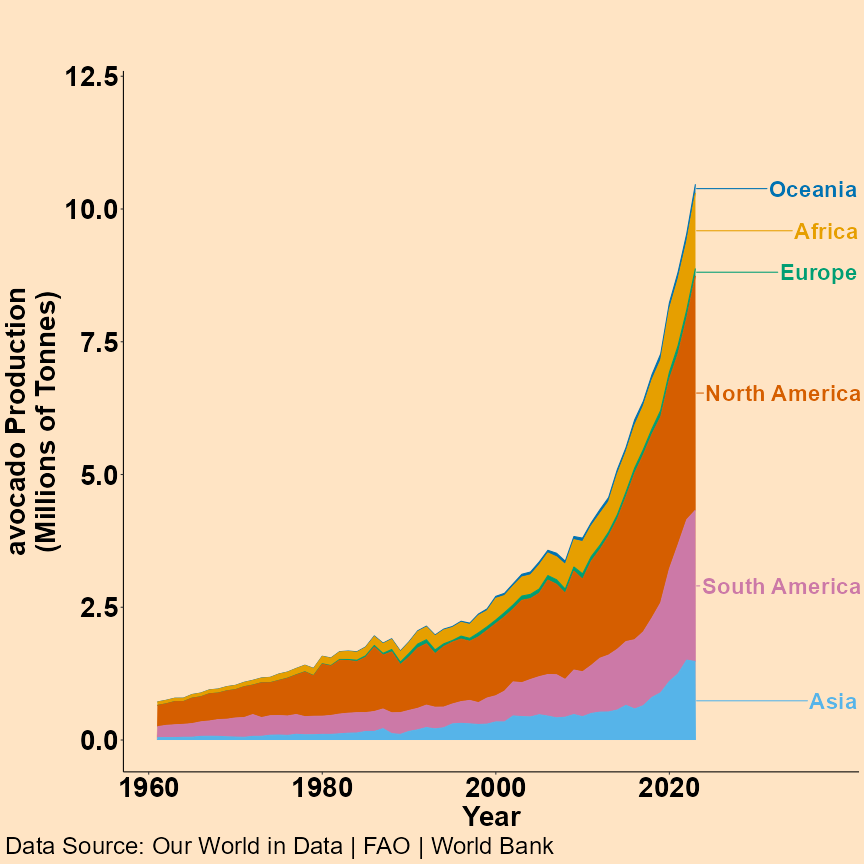 12.5
10.0
7.5
5.0
2.5
0.0
avocado Production
(Millions of Tonnes)
Oceania
Africa
Europe
North America
South America
Asia
1960
1980
2000
2020
Year
Data Source: Our World in Data | FAO | World Bank